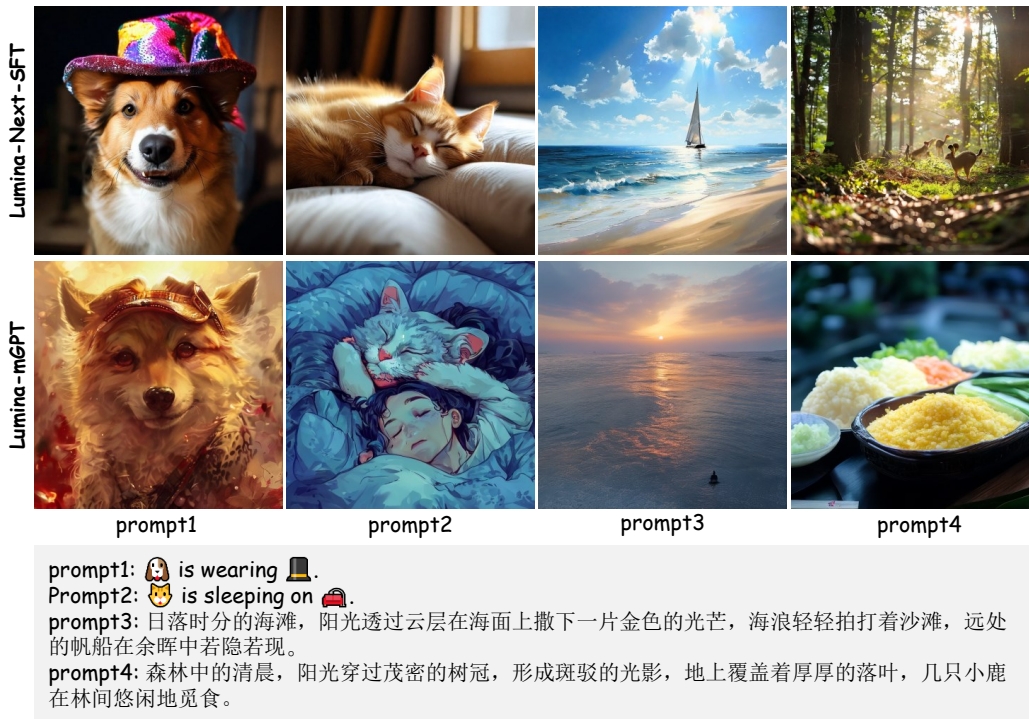 Lumina-Next-SFT
Lumina-mGPT
prompt1
prompt2
prompt3
prompt4
prompt1: 🐶 is wearing 🎩.
Prompt2: 🐱 is sleeping on 🛋️.
prompt3: 日落时分的海滩，阳光透过云层在海面上撒下一片金色的光芒，海浪轻轻拍打着沙滩，远处
的帆船在余晖中若隐若现。
prompt4: 森林中的清晨，阳光穿过茂密的树冠，形成斑驳的光影，地上覆盖着厚厚的落叶，几只小鹿
在林间悠闲地觅食。